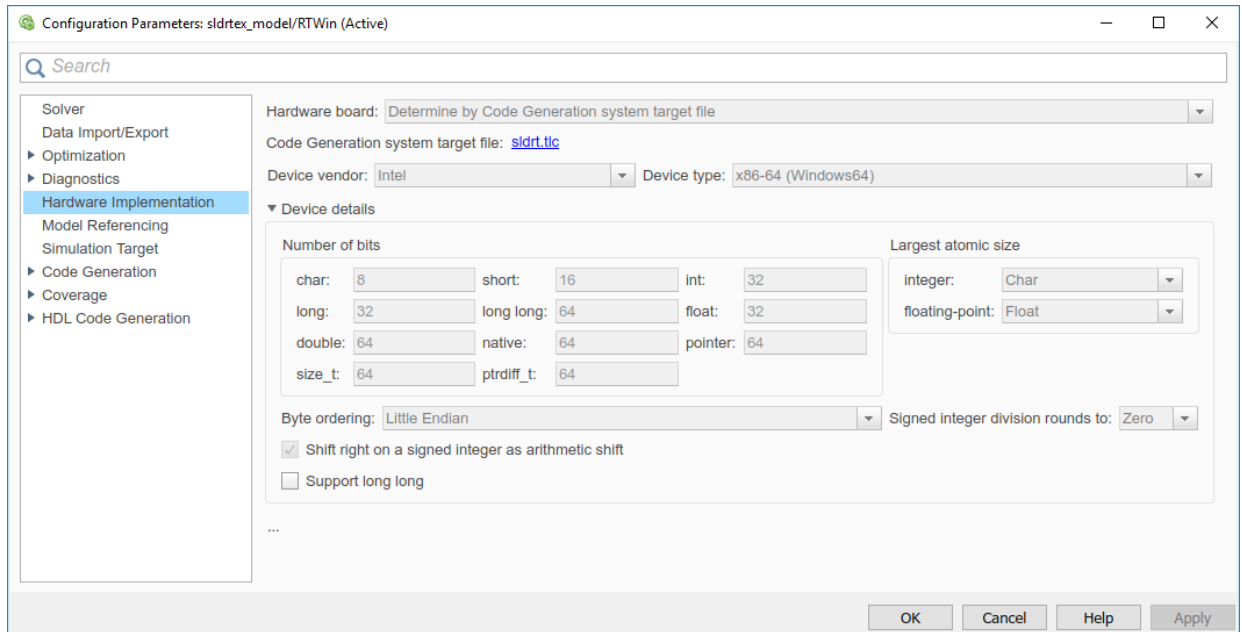 Configuration Parameters: sldrtex_model/RTWin (Active)
Search
Solver
Data Import/Export
Optimization
Diagnostics
Hardware Implementation
Model Referencing
Simulation Target
Code Generation
Coverage
HDL Code Generation
Hardware board: Determine by Code Generation system target file
Code Generation system target file: sldrt.tlc
Device vendor: Intel Device type: x86-64 (Windows64)
Device details
Number of bits
char: 8 short: 16 int: 32
long: 32 long long: 64 float: 32
double: 64 native: 64 pointer: 64
size_t: 64 ptrdiff_t: 64
Largest atomic size
integer: Char
floating-point: Float
Byte ordering: Little Endian Signed integer division rounds to: Zero
Shift right on a signed integer as arithmetic shift
Support long long
...
OK Cancel Help Apply